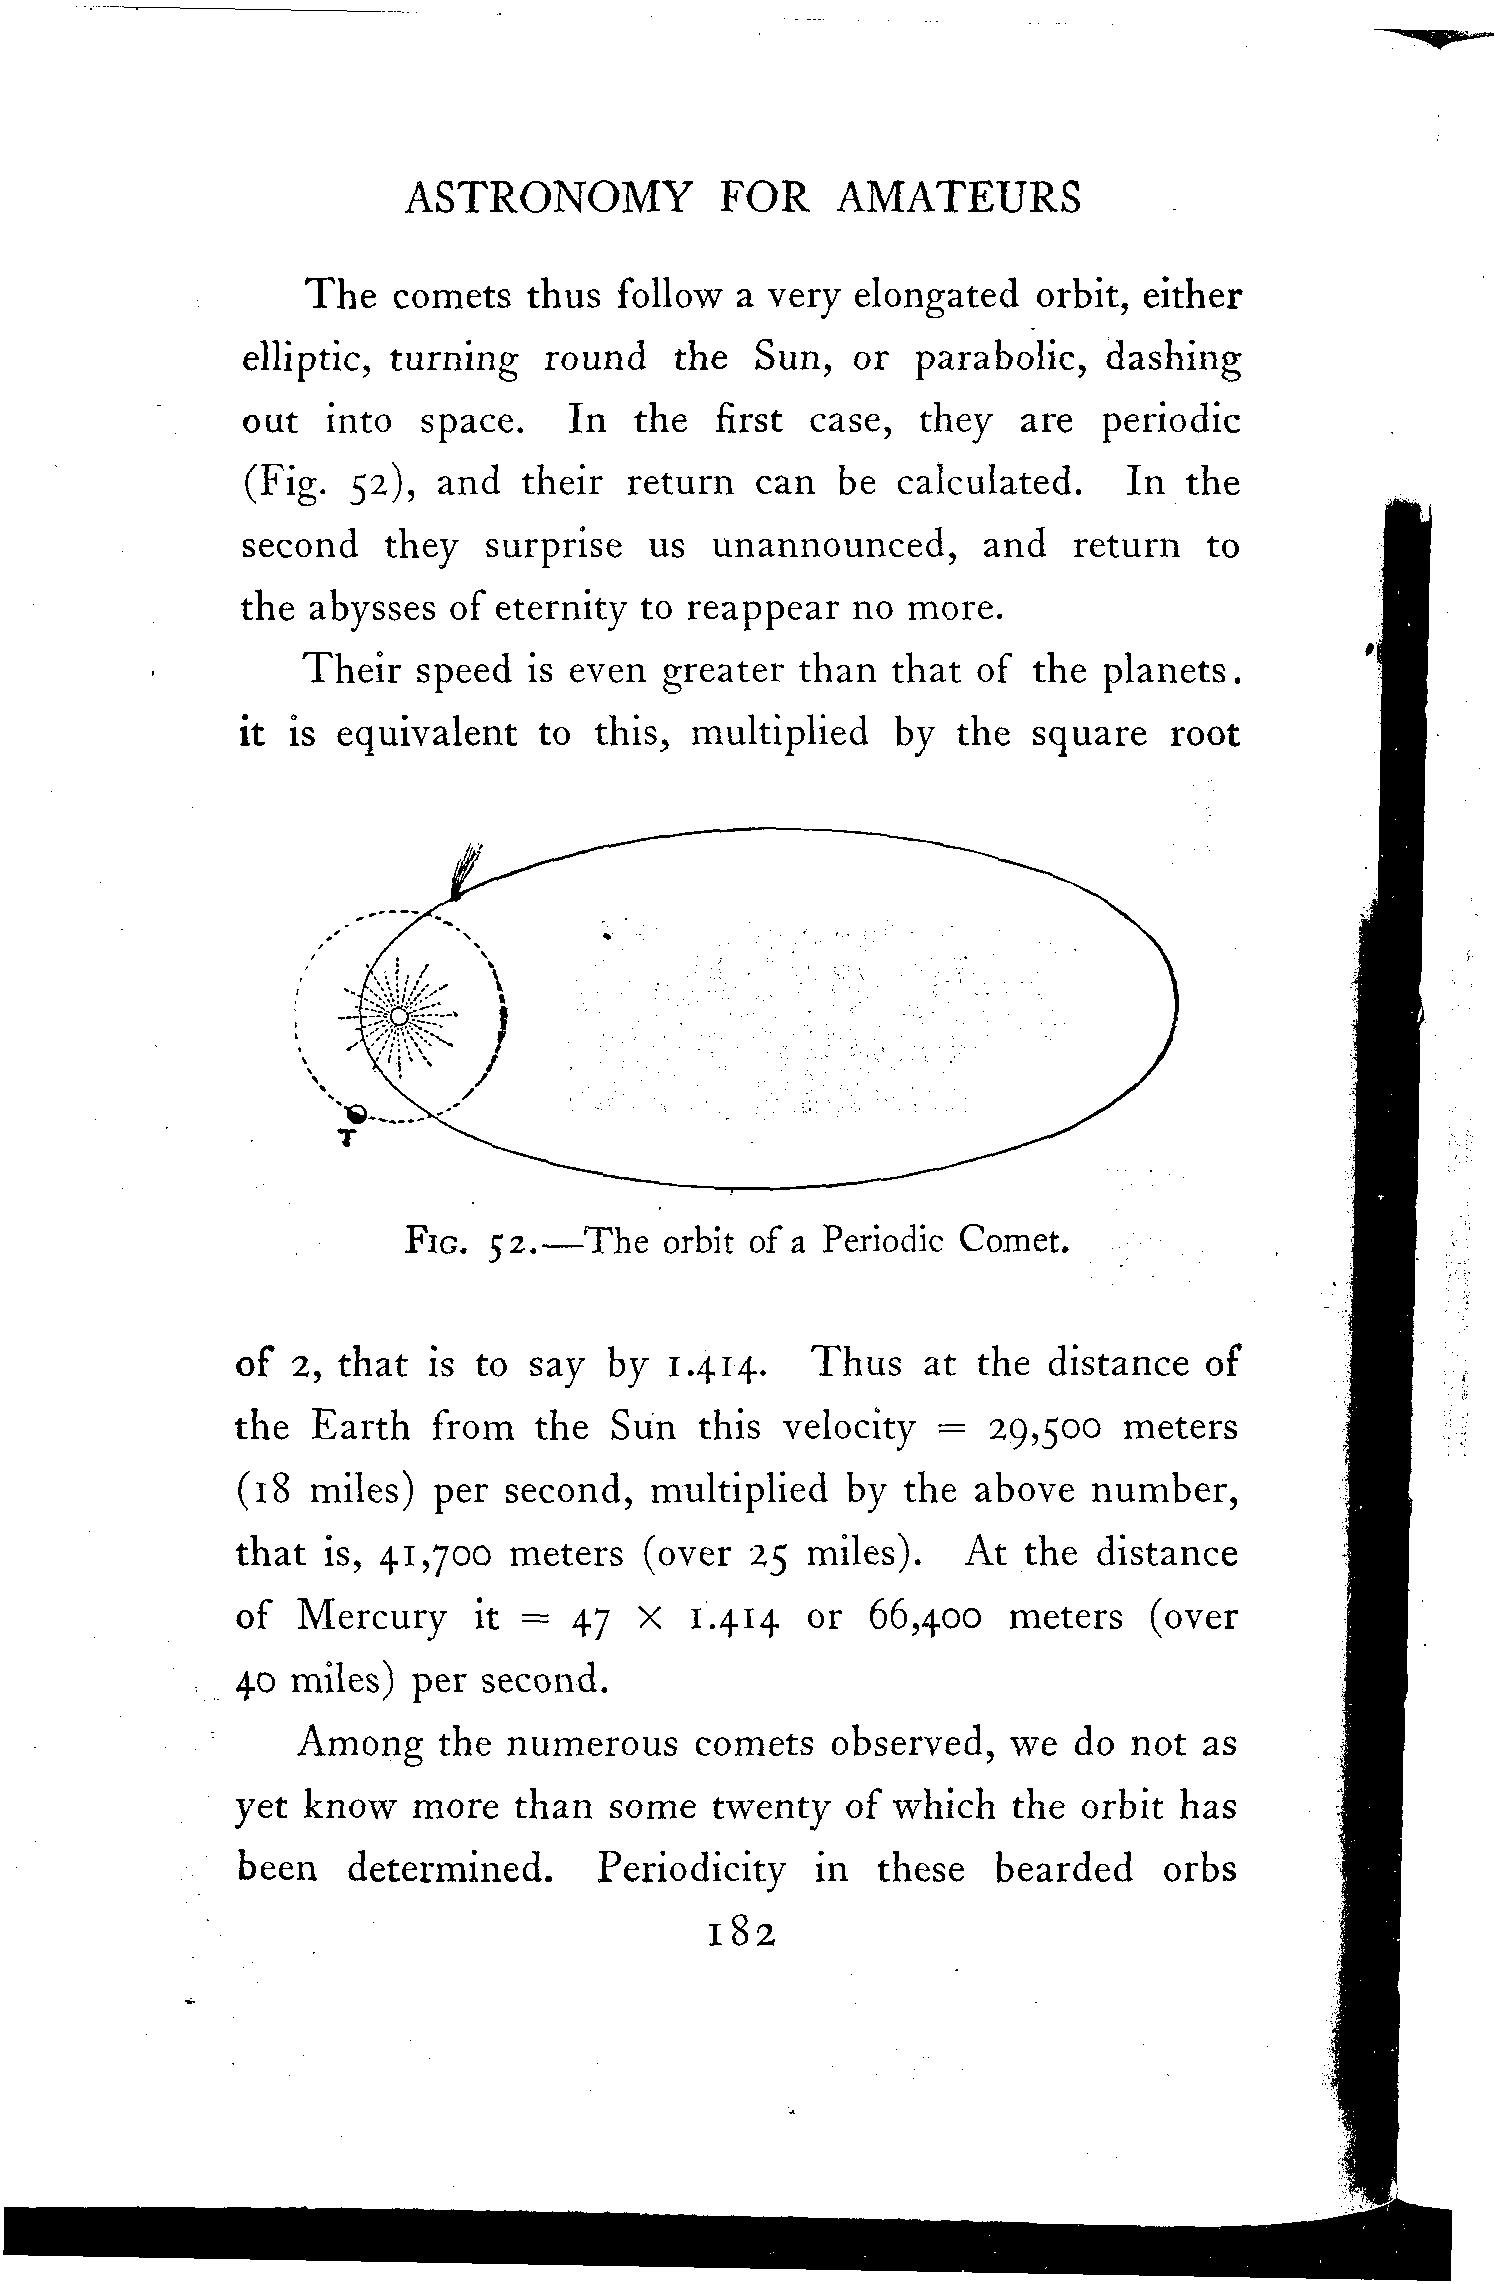 ASTRONOMY FOR AMATEURS
The comets thus follow a very elongated orbit, either
elliptic, turning round the Sun, or parabolic, dashing
out into space. In the first case, they are periodic
(Fig. 52), and their return can be calculated. In the
second they surprise us unannounced, and return to
the abysses of eternity to reappear no more.
Their speed is even greater than that of the planets.
it is equivalent to this, multiplied by the square root
T
FIG. 52.—The orbit of a Periodic Comet.
of 2, that is to say by 1.414. Thus at the distance of
the Earth from the Sun this velocity = 29,500 meters
(18 miles) per second, multiplied by the above number,
that is, 41,700 meters (over 25 miles). At the distance
of Mercury it = 47 × 1.414 or 66,400 meters (over
40 miles) per second.
Among the numerous comets observed, we do not as
yet know more than some twenty of which the orbit has
been determined. Periodicity in these bearded orbs
182